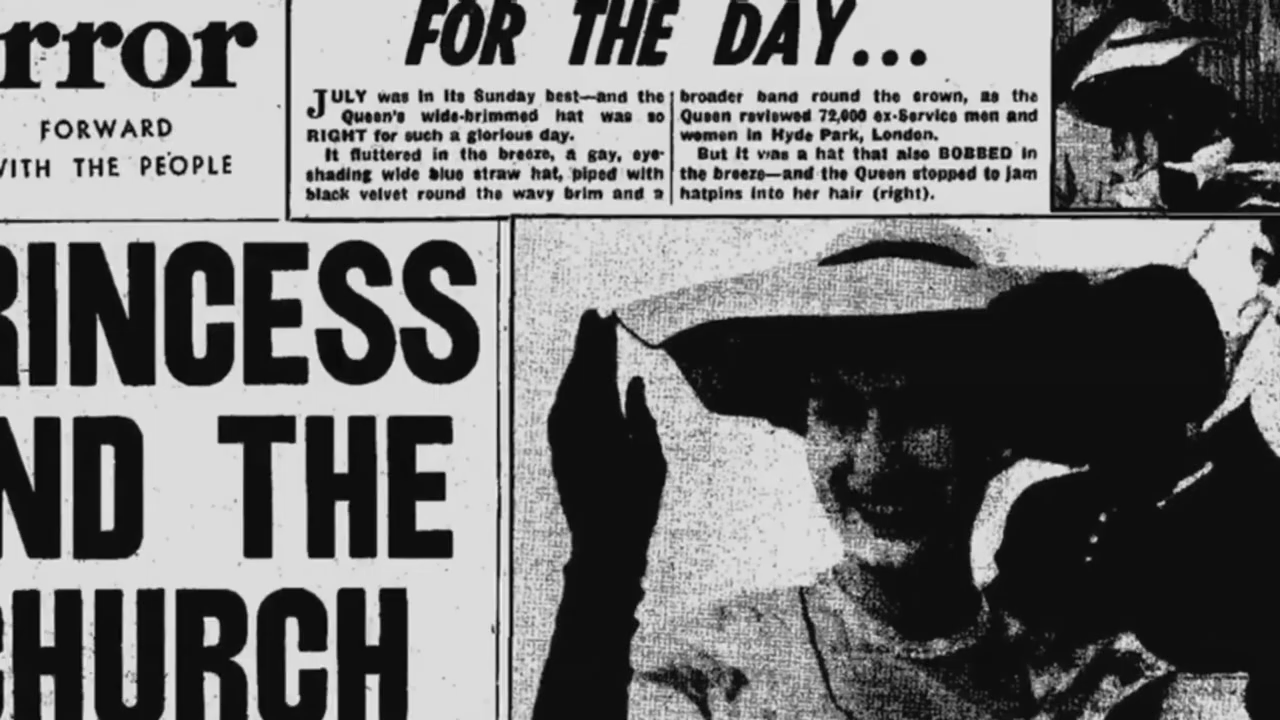 rror
FORWARD
WITH THE PEOPLE
FOR THE DAY...
JULY was in its Sunday best—and the
Queen's wide-brimmed hat was so
RIGHT for such a glorious day.
It fluttered in the breeze, a gay, eye-
shading wide blue straw hat, piped with
black velvet round the wavy brim and a
broader band round the crown, as the
Queen reviewed 72,000 ex-Service men and
women in Hyde Park, London.
But it was a hat that also BOBBED in
the breeze—and the Queen stopped to jam
hatpins into her hair (right).
RINCESS
ND THE
CHURCH